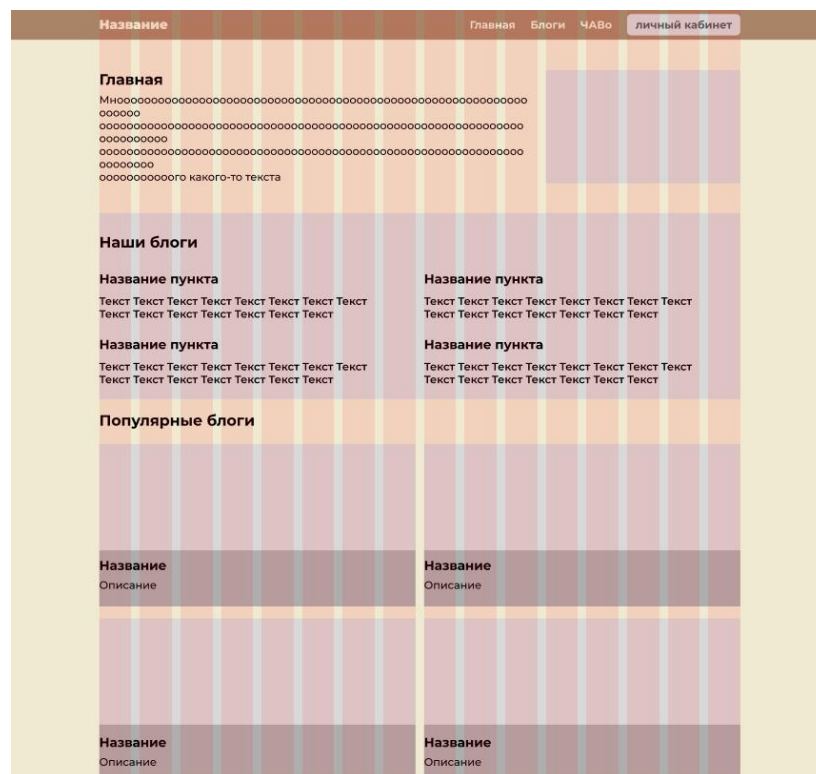 Название
Главная Блоги ЧАВо личный кабинет
Главная
Мнооооооооооооооооооооооооооооооооооооооооооооооооооооооооооо
оооооо
оооооооооооооооооооооооооооооооооооооооооооооооооооооооооооооо
оооооооооо
оооооооооооооооооооооооооооооооооооооооооооооооооооооооооооооо
оооооооо
ооооооооооого какого-то текста
Наши блоги
Название пункта
Текст Текст Текст Текст Текст Текст Текст Текст
Текст Текст Текст Текст Текст Текст Текст
Название пункта
Текст Текст Текст Текст Текст Текст Текст Текст
Текст Текст Текст Текст Текст Текст Текст
Название пункта
Текст Текст Текст Текст Текст Текст Текст Текст
Текст Текст Текст Текст Текст Текст Текст
Название пункта
Текст Текст Текст Текст Текст Текст Текст Текст
Текст Текст Текст Текст Текст Текст Текст
Популярные блоги
Название
Описание
Название
Описание
Название
Описание
Название
Описание